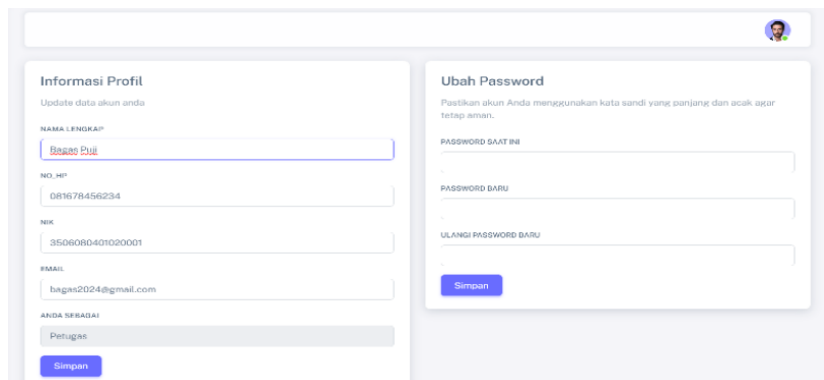 Informasi Profil
Update data akun anda
NAMA LENGKAP
Bagas Puji
NO, HP
081678456234
NIK
3506080401020001
EMAIL
bagas2024@gmail.com
ANDA SEBAGAI
Petugas
Simpan
Ubah Password
Pastikan akun Anda menggunakan kata sandi yang panjang dan acak agar
tetap aman.
PASSWORD SAAT INI
PASSWORD BARU
ULANGI PASSWORD BARU
Simpan